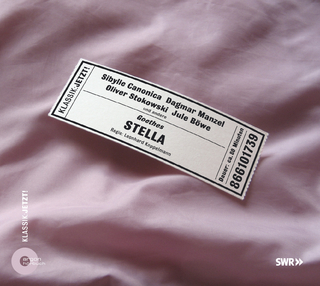 KLASSIK.JETZT!
Sibylle Canonica Dagmar Manzel
Oliver Stokowski Jule Böwe
und andere
Goethes
STELLA
Regie: Leonhard Koppelmann
Dauer: ca. 80 Minuten
866101739
KLASSIK.JETZT!
SWR